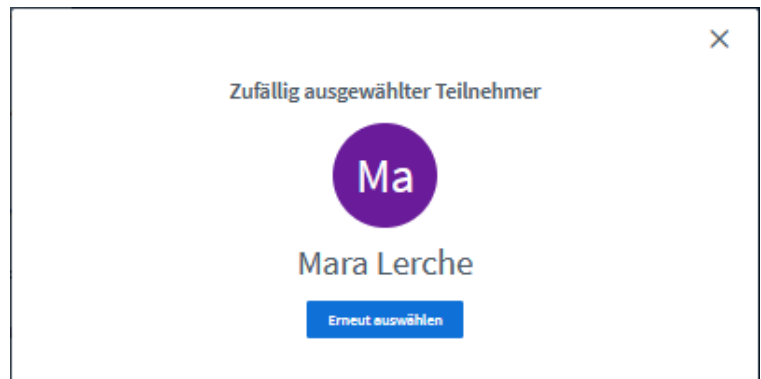 Zufällig ausgewählter Teilnehmer
Ma
Mara Lerche
Erneut auswählen